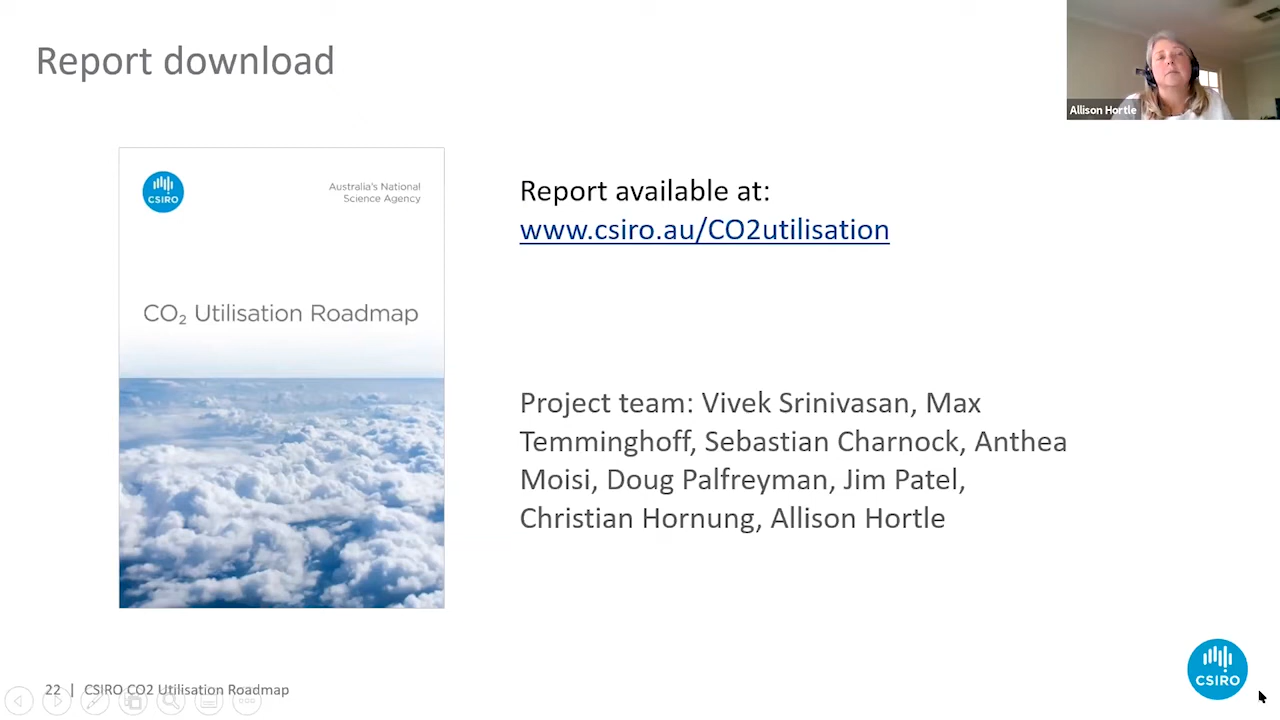 Report download
Allison Hortle
CSIRO
Australia's National
Science Agency
CO₂ Utilisation Roadmap
Report available at:
www.csiro.au/CO2utilisation
Project team: Vivek Srinivasan, Max
Temminghoff, Sebastian Charnock, Anthea
Moisi, Doug Palfreyman, Jim Patel,
Christian Hornung, Allison Hortle
22 | CSIRO CO2 Utilisation Roadmap
CSIRO